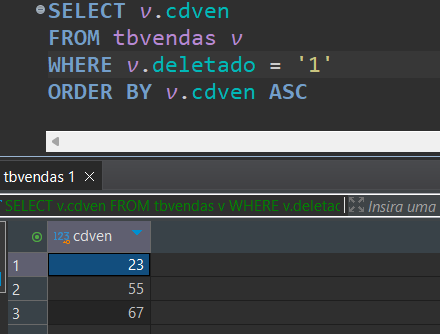 SELECT v.cdven
FROM tbvendas v
WHERE v.deletado = '1'
ORDER BY v.cdven ASC
tbvendas 1
SELECT v.cdven FROM tbvendas v WHERE v.deletad Insira uma
123 cdven
1 23
2 55
3 67